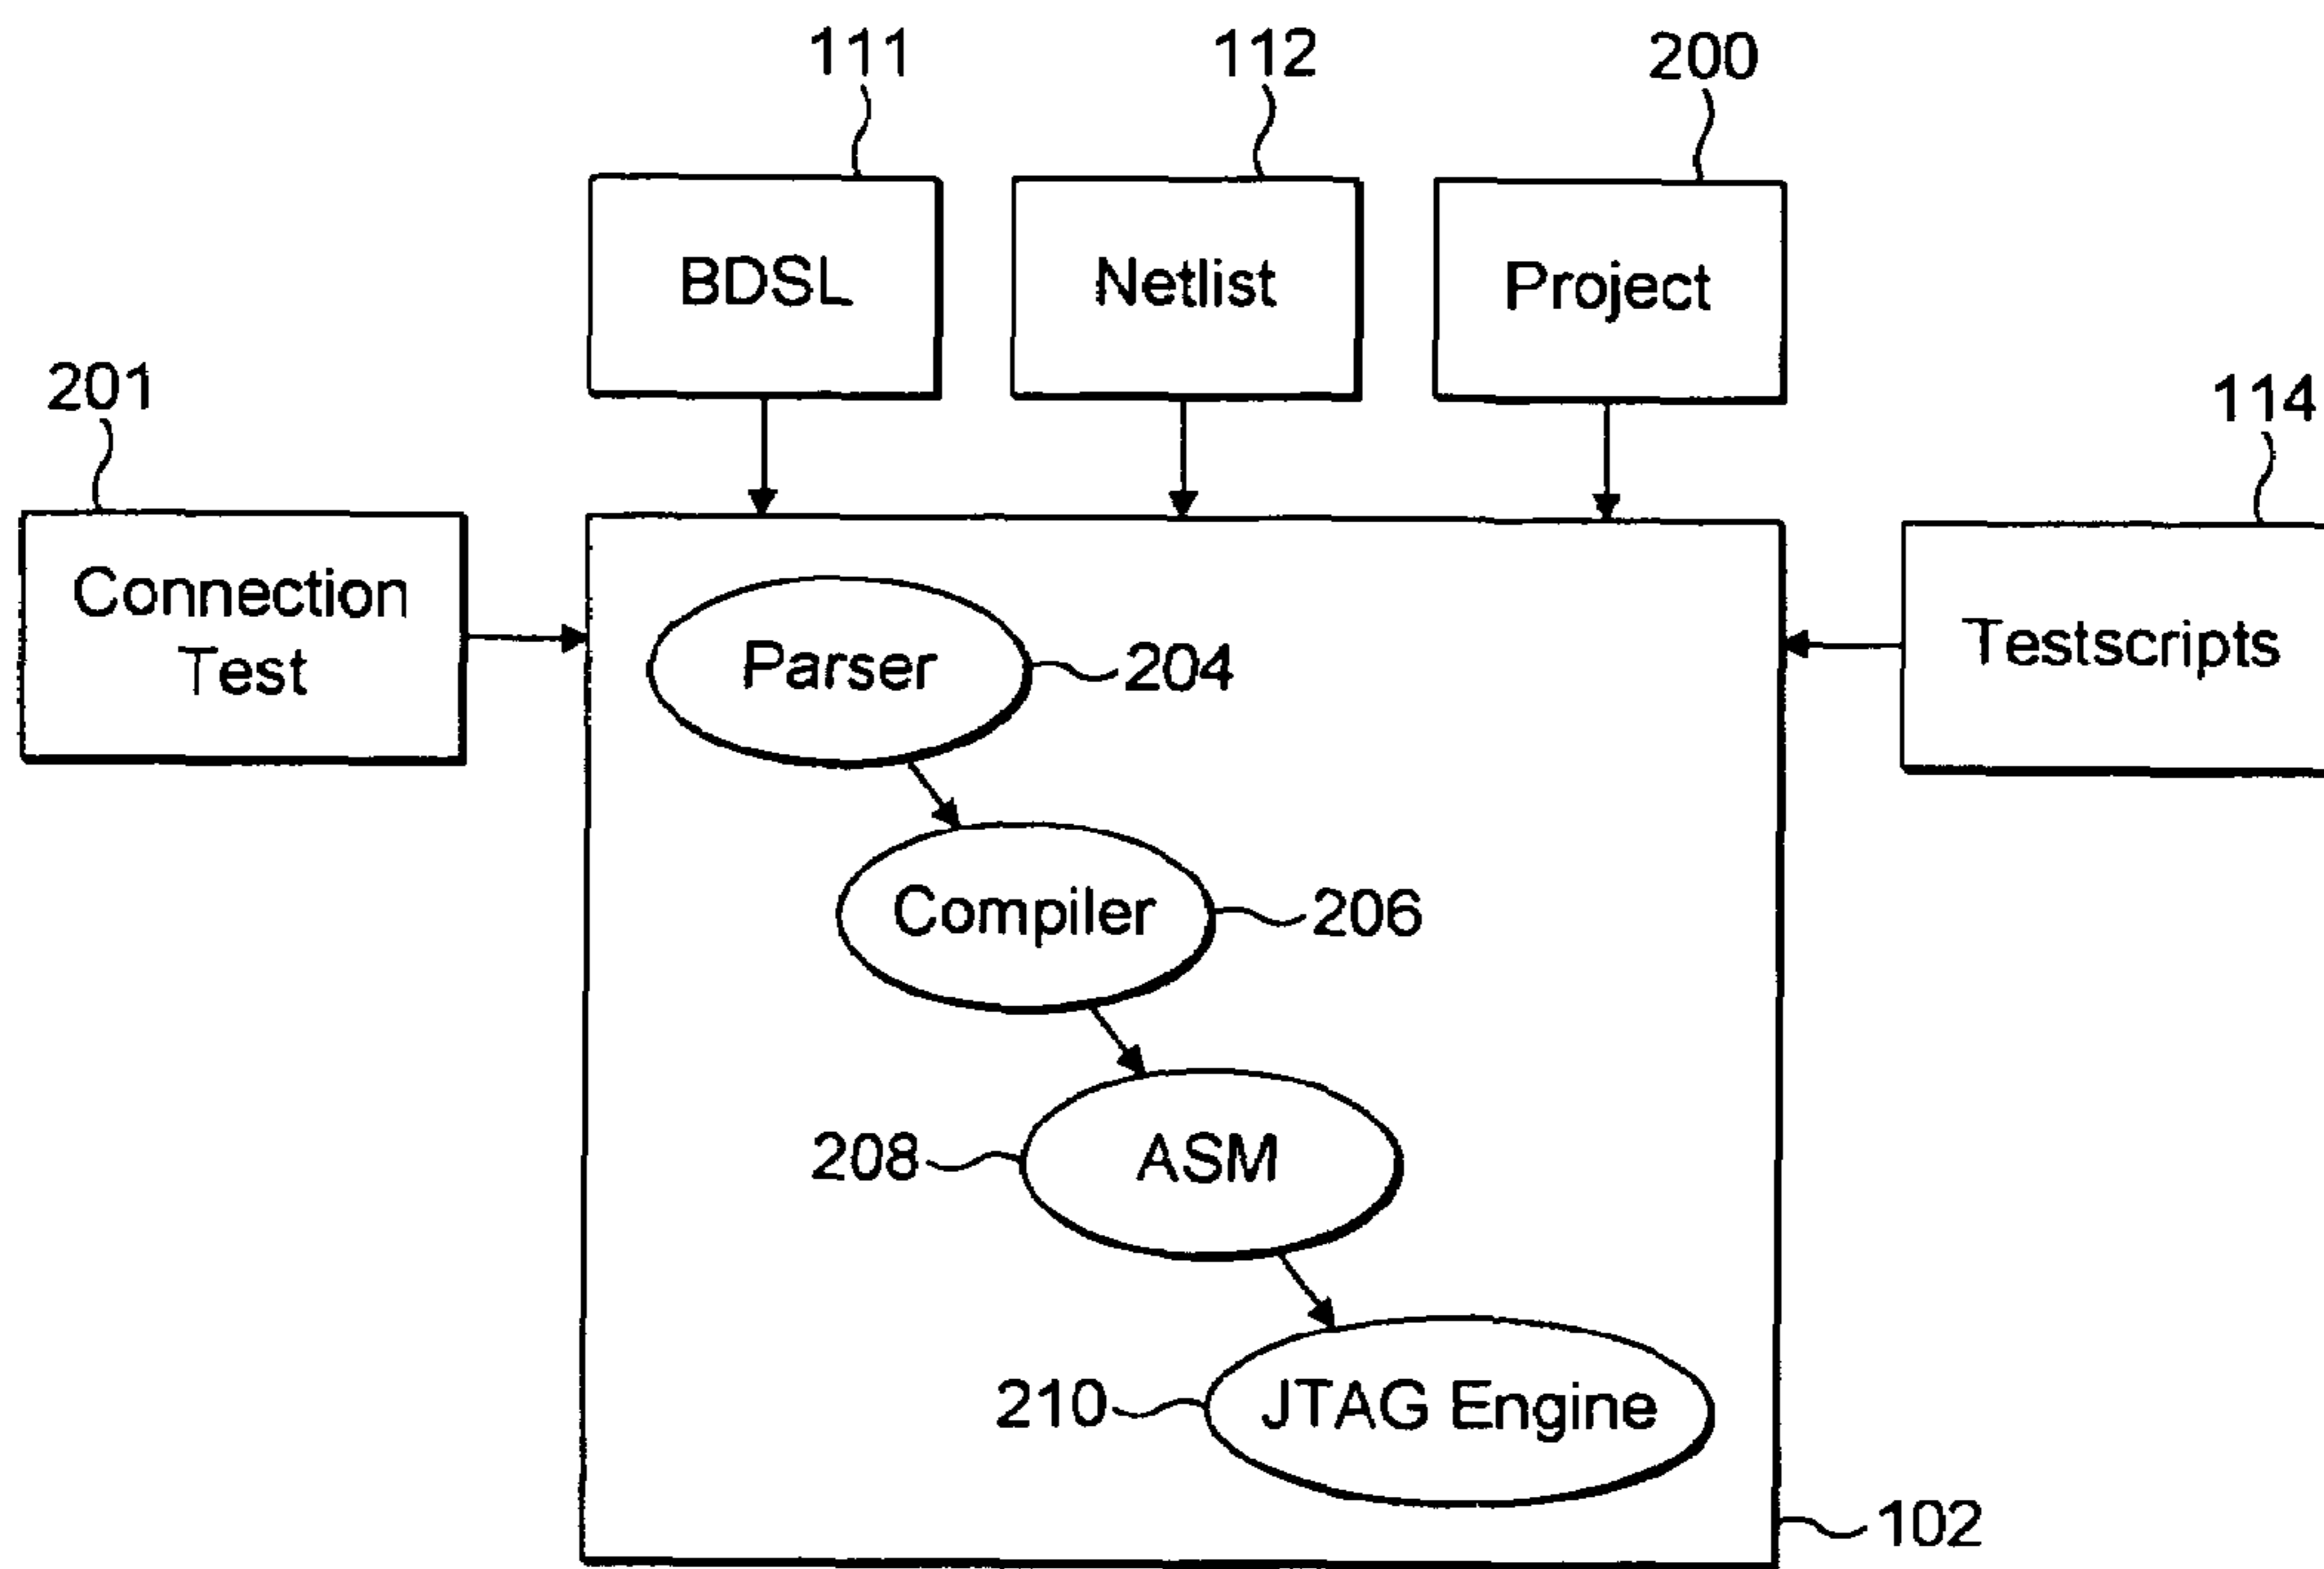 111
112
200
BDSL
Netlist
Project
201
114
Connection
Test
Testscripts
Parser
204
Compiler
206
208
ASM
210
JTAG Engine
102